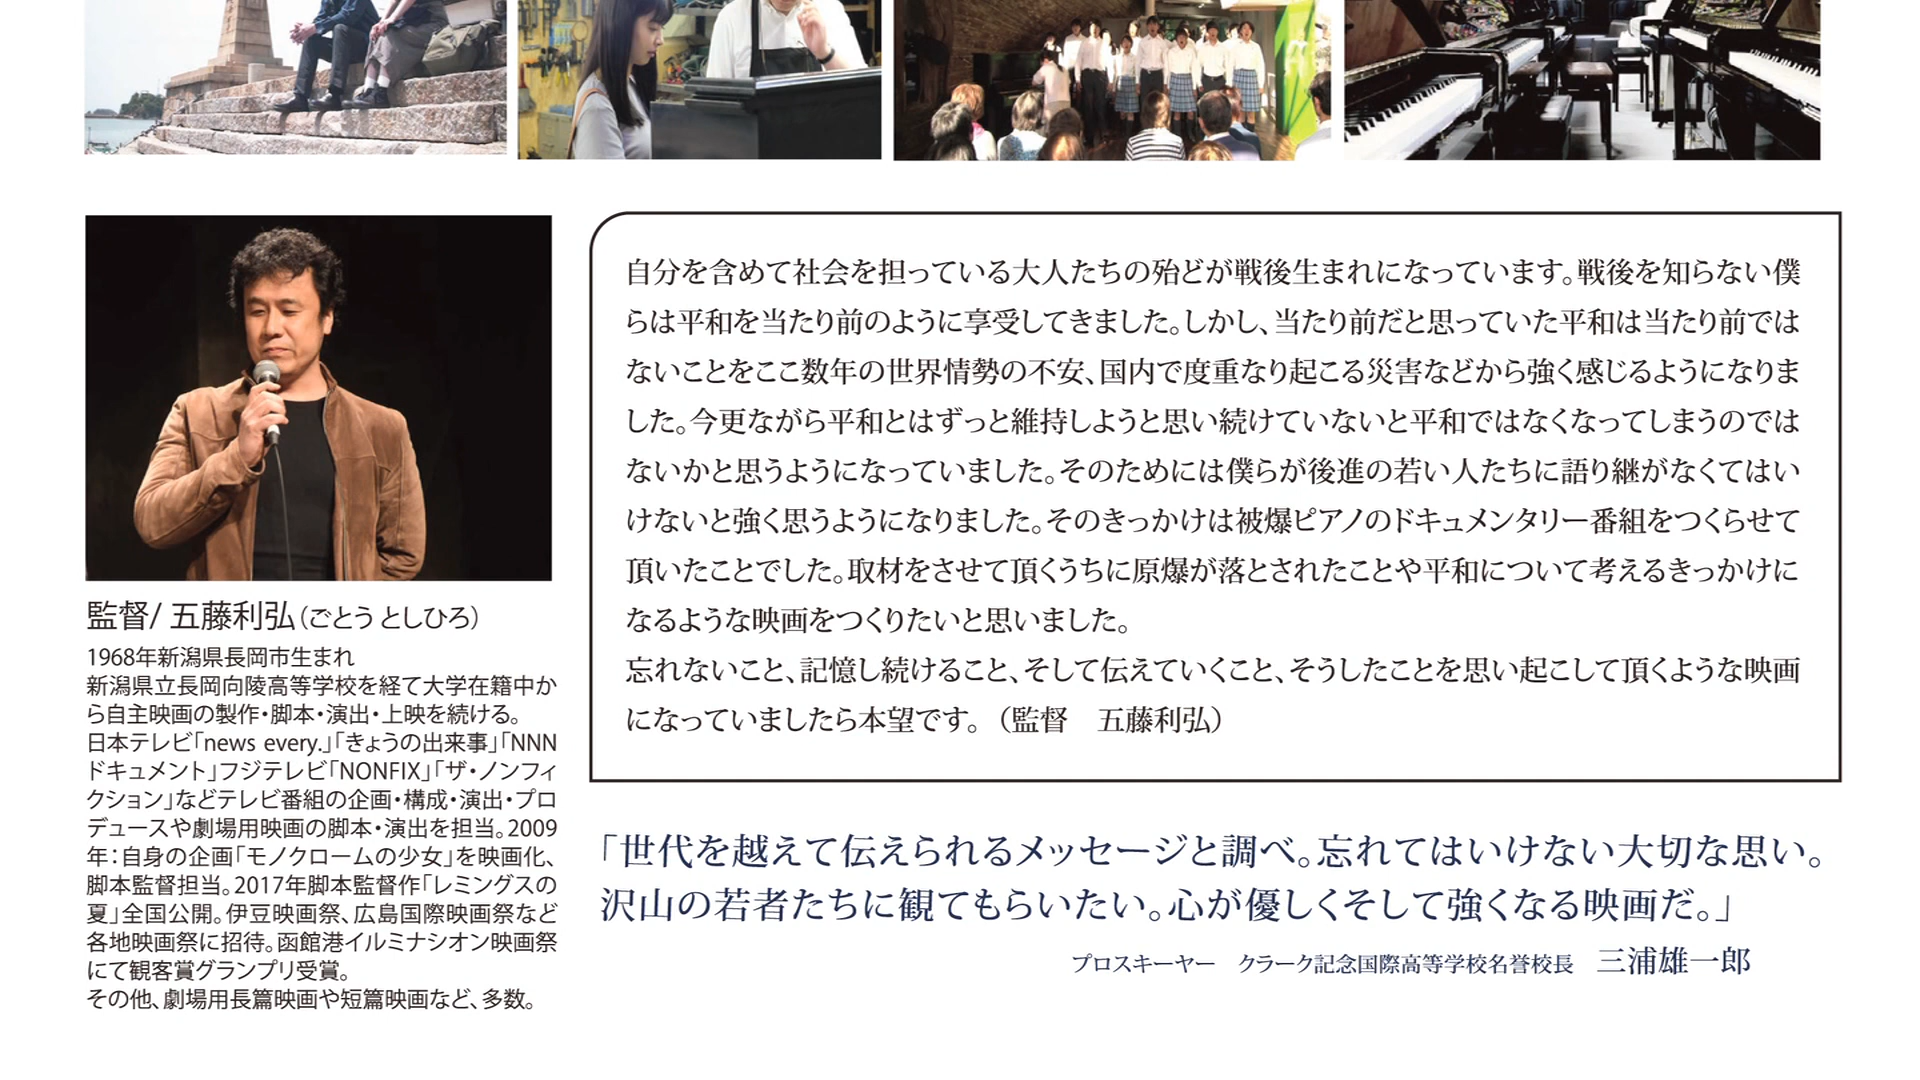 監督/ 五藤利弘（ごとう としひろ）
1968年新潟県長岡市生まれ
新潟県立長岡向陵高等学校を経て大学在籍中か
ら自主映画の製作・脚本・演出・上映を続ける。
日本テレビ「news every.」「きょうの出来事」「NNN
ドキュメント」フジテレビ「NONFIX」「ザ・ノンフィ
クション」などテレビ番組の企画・構成・演出・プロ
デュースや劇場用映画の脚本・演出を担当。2009
年：自身の企画「モノクロームの少女」を映画化、
脚本監督担当。2017年脚本監督作「レミングスの
夏」全国公開。伊豆映画祭、広島国際映画祭など
各地映画祭に招待。函館港イルミナシオン映画祭
にて観客賞グランプリ受賞。
その他、劇場用長篇映画や短篇映画など、多数。
自分を含めて社会を担っている大人たちの殆どが戦後生まれになっています。戦後を知らない僕
らは平和を当たり前のように享受してきました。しかし、当たり前だと思っていた平和は当たり前では
ないことをここ数年の世界情勢の不安、国内で度重なり起こる災害などから強く感じるようになりま
した。今更ながら平和とはずっと維持しようと思い続けていないと平和ではなくなってしまうのでは
ないかと思うようになっていました。そのためには僕らが後進の若い人たちに語り継がなくてはい
けないと強く思うようになりました。そのきっかけは被爆ピアノのドキュメンタリー番組をつくらせて
頂いたことでした。取材をさせて頂くうちに原爆が落とされたことや平和について考えるきっかけに
なるような映画をつくりたいと思いました。
忘れないこと、記憶し続けること、そして伝えていくこと、そうしたことを思い起こして頂くような映画
になっていましたら本望です。（監督　五藤利弘）
「世代を越えて伝えられるメッセージと調べ。忘れてはいけない大切な思い。
沢山の若者たちに観てもらいたい。心が優しくそして強くなる映画だ。」
プロスキーヤー　クラーク記念国際高等学校名誉校長　三浦雄一郎